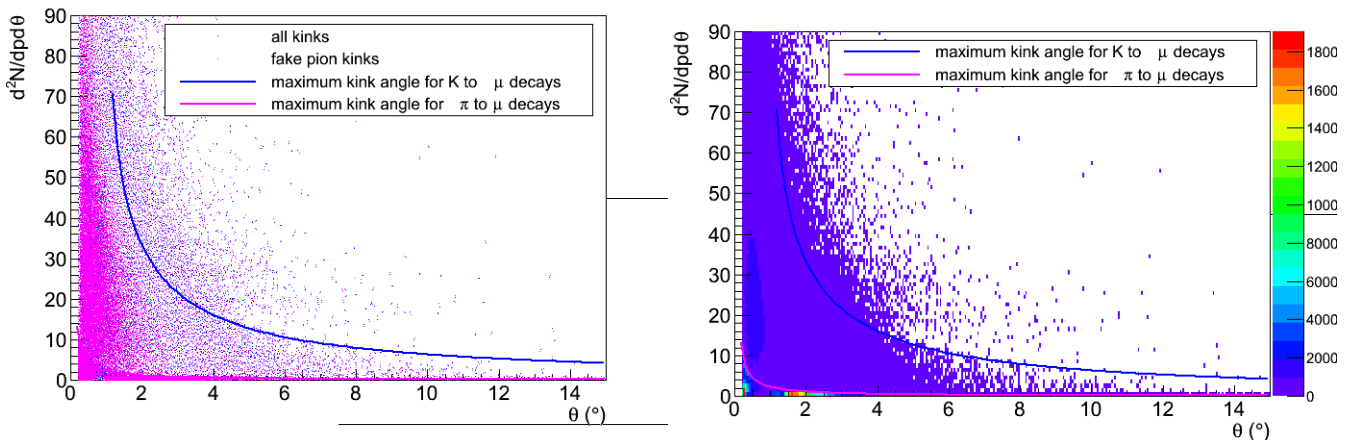 d²N/dpdθ
90
80
70
60
50
40
30
20
10
0
all kinks
fake pion kinks
maximum kink angle for K to μ decays
maximum kink angle for π to μ decays
0 2 4 6 8 10 12 14
θ (°)
d²N/dpdθ
90
80
70
60
50
40
30
20
10
0
maximum kink angle for K to μ decays
maximum kink angle for π to μ decays
0 2 4 6 8 10 12 14
θ (°)
1800
1600
1400
1200
1000
8000
6000
4000
2000
0